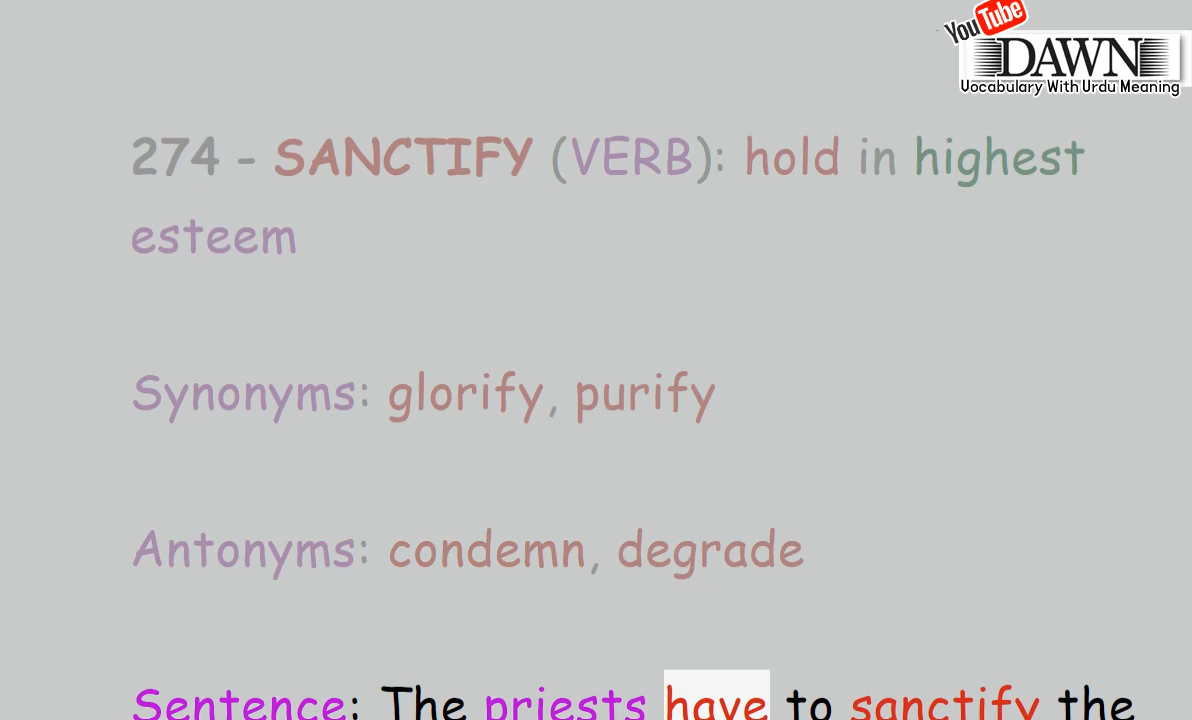 YouTube
DAWN
Vocabulary With Urdu Meaning
274 - SANCTIFY (VERB): hold in highest
esteem
Synonyms: glorify, purify
Antonyms: condemn, degrade
Sentence: The priests have to sanctify the